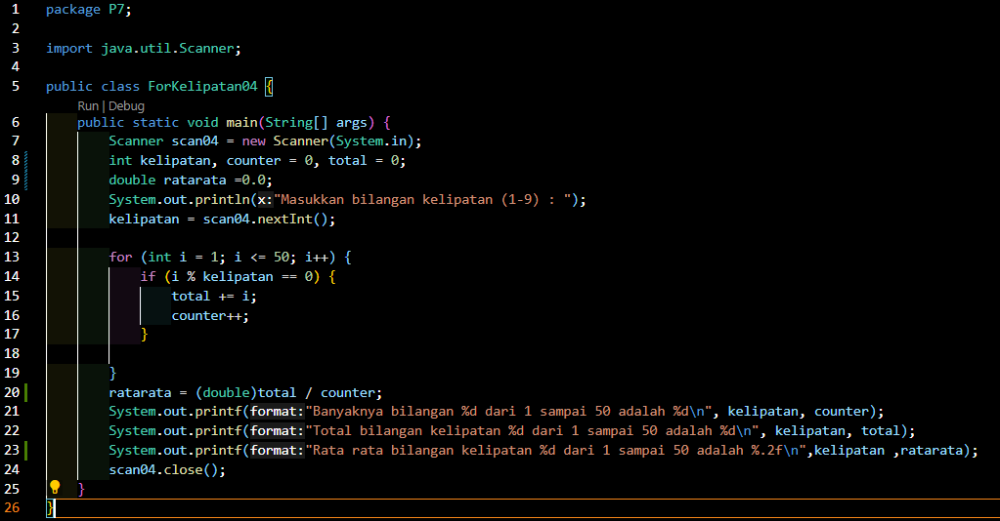 1 package P7;
2
3 import java.util.Scanner;
4
5 public class ForKelipatan04 {
Run | Debug
6 public static void main(String[] args) {
7 Scanner scan04 = new Scanner(System.in);
8 int kelipatan, counter = 0, total = 0;
9 double ratarata =0.0;
10 System.out.println(x:"Masukkan bilangan kelipatan (1-9) : ");
11 kelipatan = scan04.nextInt();
12
13 for (int i = 1; i <= 50; i++) {
14 if (i % kelipatan == 0) {
15 total += i;
16 counter++;
17 }
18
19 }
20 ratarata = (double)total / counter;
21 System.out.printf(format:"Banyaknya bilangan %d dari 1 sampai 50 adalah %d\n", kelipatan, counter);
22 System.out.printf(format:"Total bilangan kelipatan %d dari 1 sampai 50 adalah %d\n", kelipatan, total);
23 System.out.printf(format:"Rata rata bilangan kelipatan %d dari 1 sampai 50 adalah %.2f\n",kelipatan ,ratarata);
24 scan04.close();
25 }
26 }